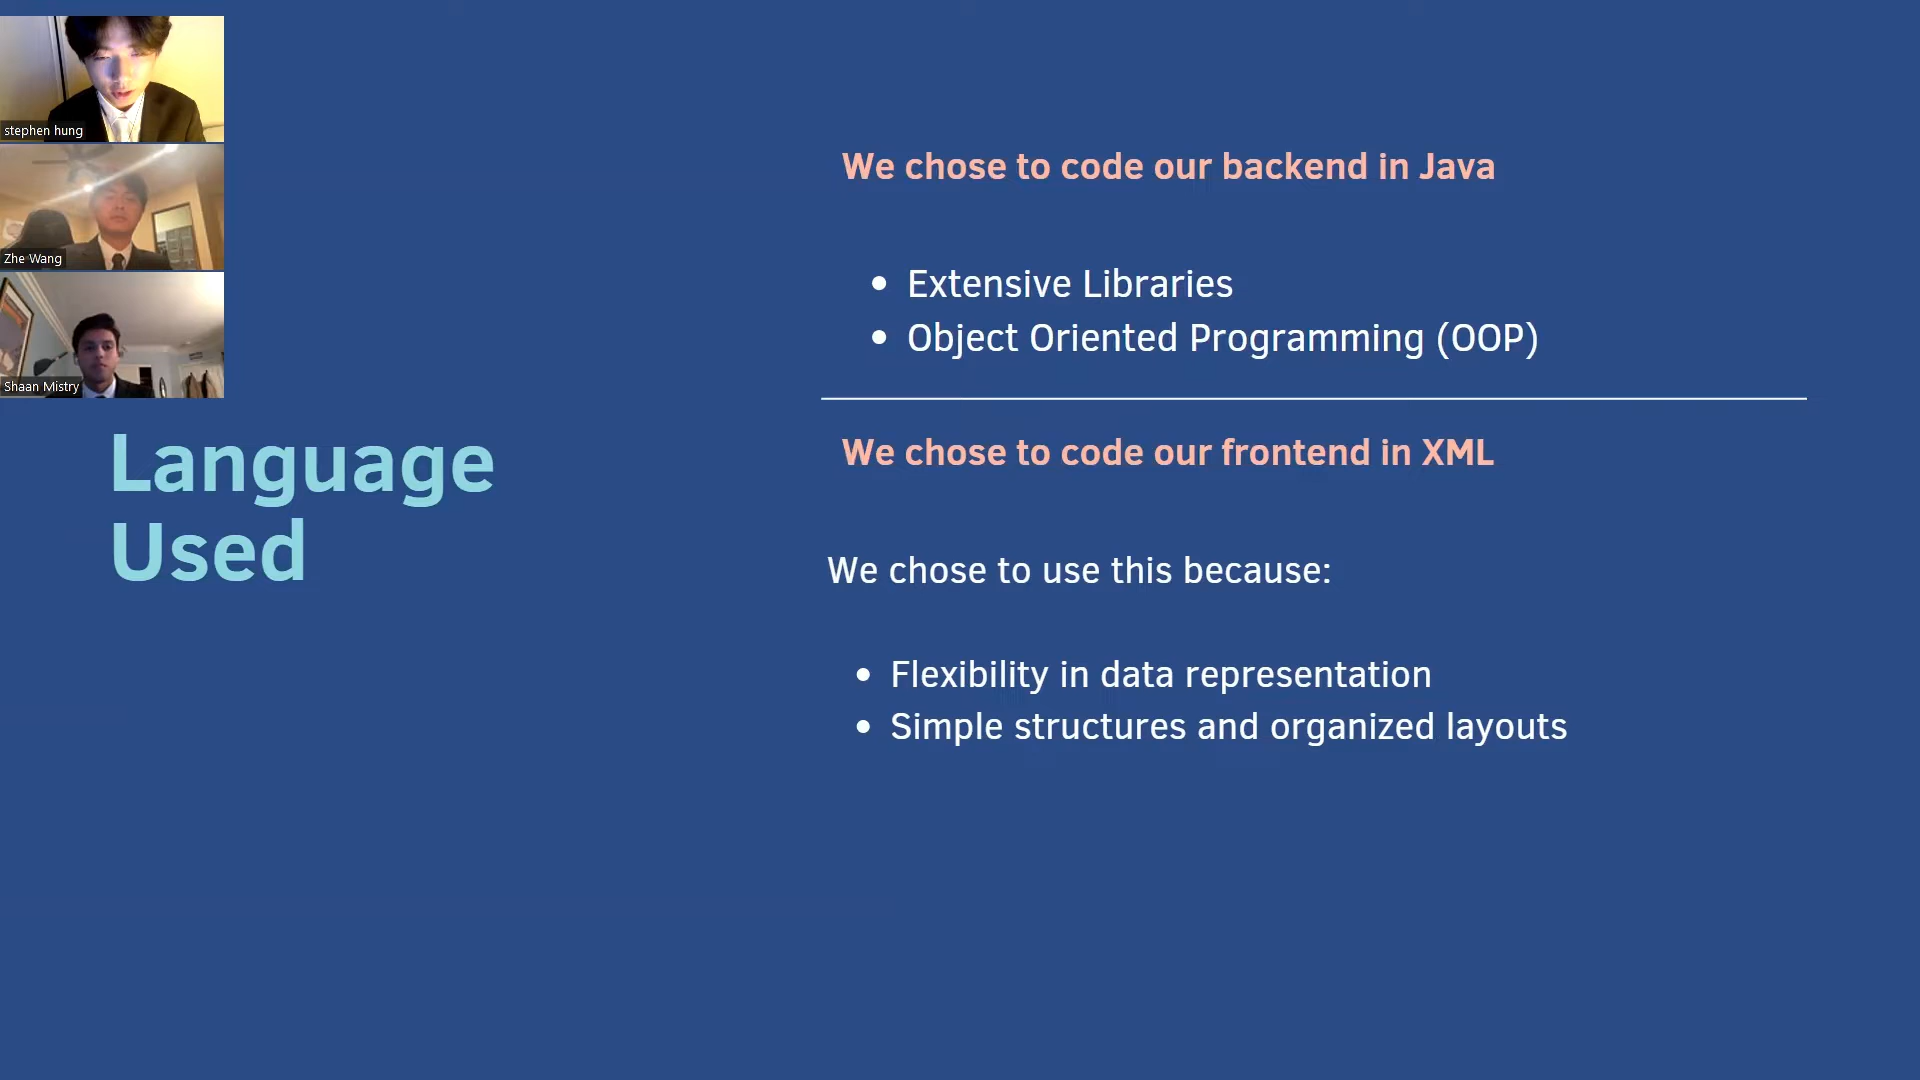 stephen hung
Zhe Wang
Shaan Mistry
Language
Used
We chose to code our backend in Java
• Extensive Libraries
• Object Oriented Programming (OOP)
We chose to code our frontend in XML
We chose to use this because:
• Flexibility in data representation
• Simple structures and organized layouts